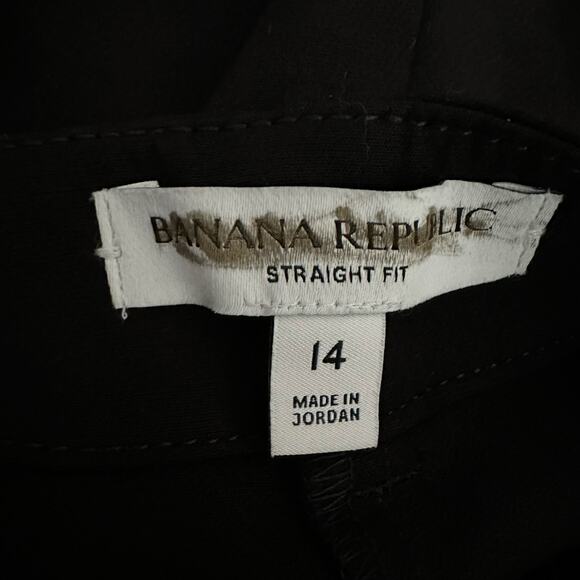 BANANA REPUBLIC
STRAIGHT FIT
14
MADE IN
JORDAN